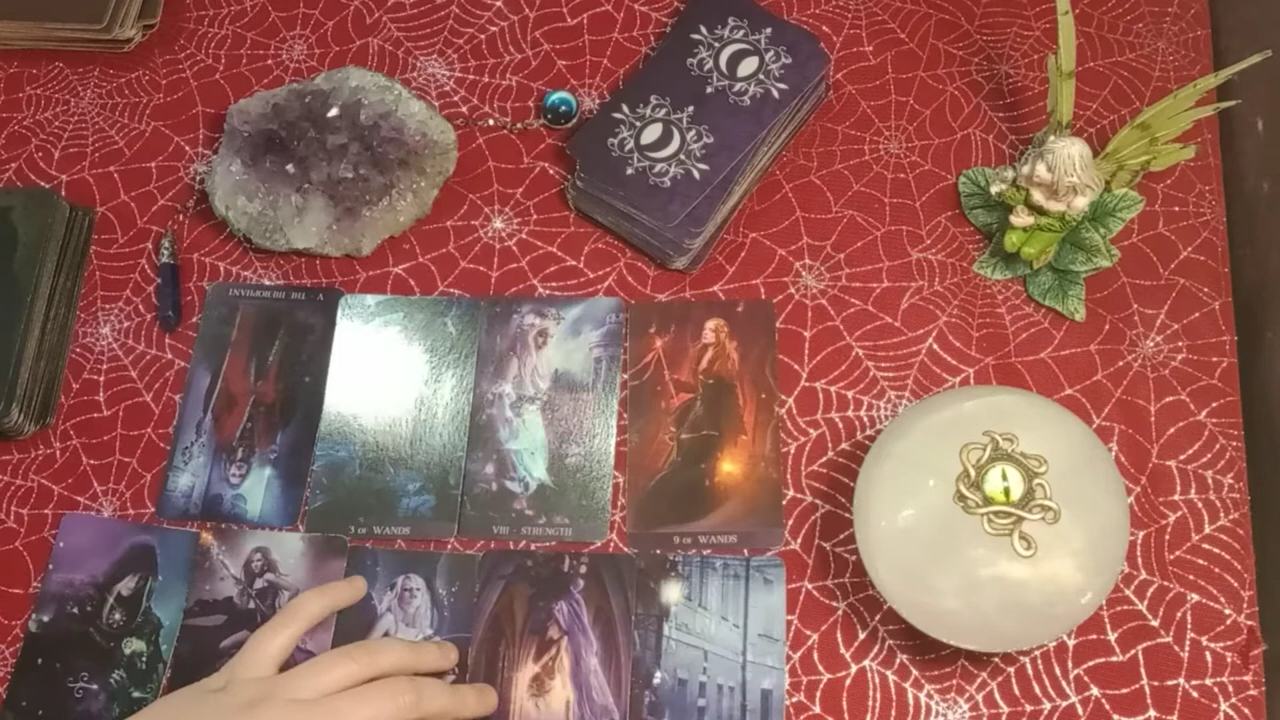 V · THE HIEROPHANT
3 OF WANDS
VIII · STRENGTH
9 OF WANDS